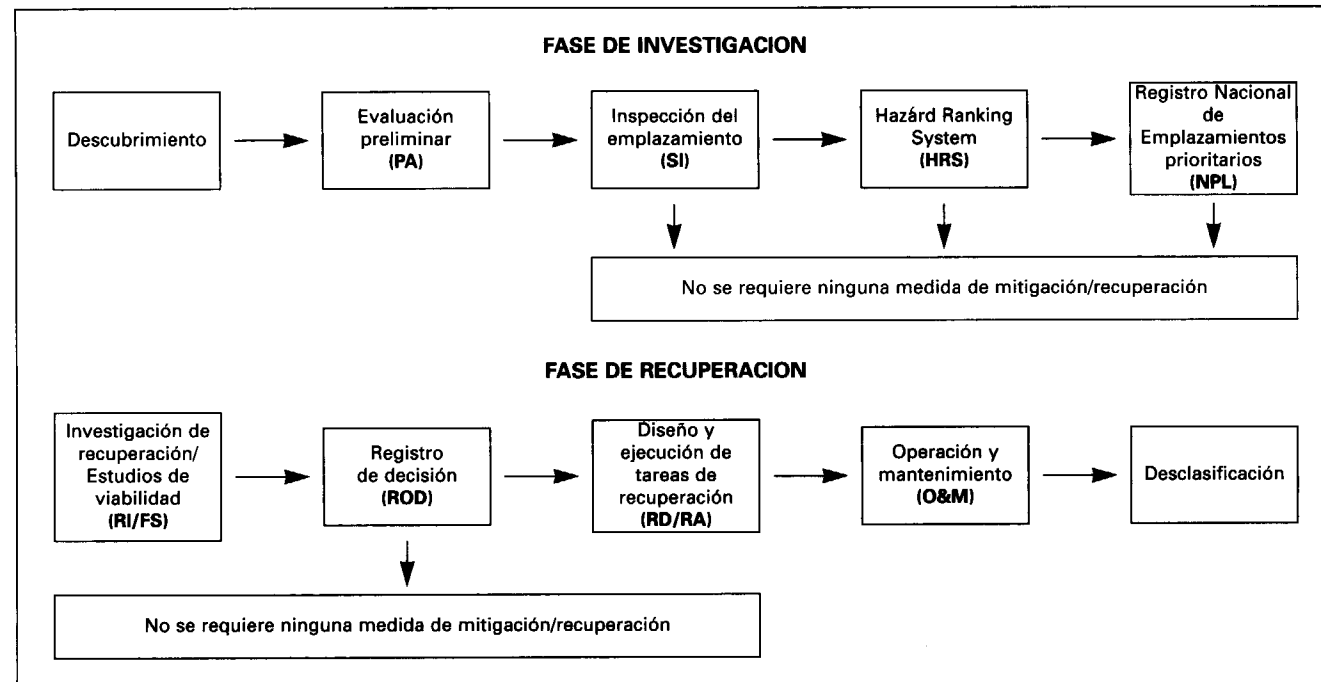 FASE DE INVESTIGACION
Descubrimiento
Evaluación
preliminar
(PA)
Inspección del
emplazamiento
(SI)
Hazárd Ranking
System
(HRS)
Registro Nacional
de
Emplazamientos
prioritarios
(NPL)
No se requiere ninguna medida de mitigación/recuperación
FASE DE RECUPERACION
Investigación de
recuperación/
Estudios de
viabilidad
(RI/FS)
Registro
de decisión
(ROD)
Diseño y
ejecución de
tareas de
recuperación
(RD/RA)
Operación y
mantenimiento
(O&M)
Desclasificación
No se requiere ninguna medida de mitigación/recuperación